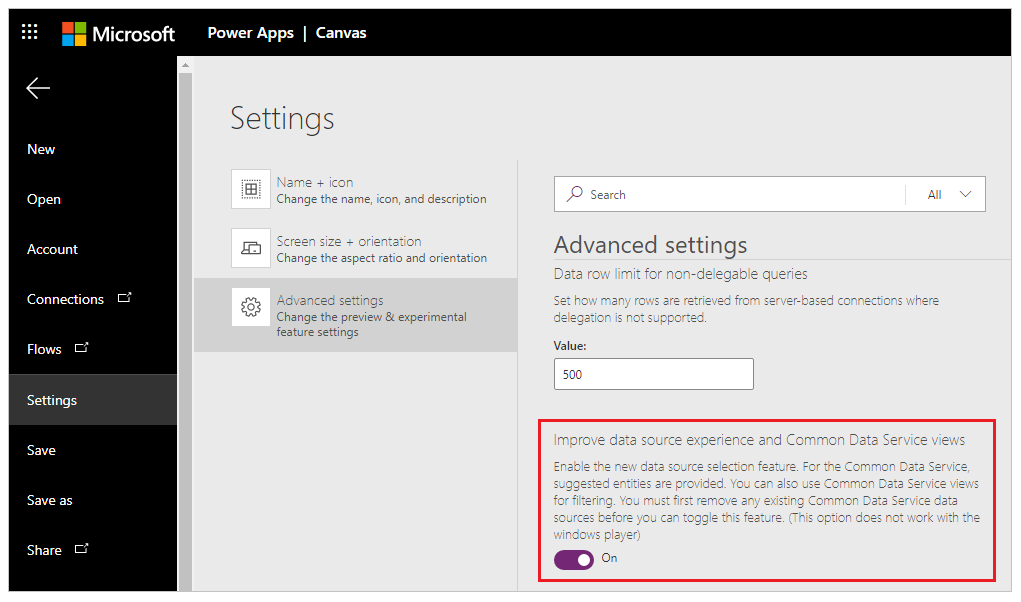 Microsoft
Power Apps | Canvas
New
Open
Account
Connections
Flows
Settings
Save
Save as
Share
Settings
Name + icon
Change the name, icon, and description
Screen size + orientation
Change the aspect ratio and orientation
Advanced settings
Change the preview & experimental
feature settings
Search
All
Advanced settings
Data row limit for non-delegable queries
Set how many rows are retrieved from server-based connections where
delegation is not supported.
Value:
500
Improve data source experience and Common Data Service views
Enable the new data source selection feature. For the Common Data Service,
suggested entities are provided. You can also use Common Data Service views
for filtering. You must first remove any existing Common Data Service data
sources before you can toggle this feature. (This option does not work with the
windows player)
On